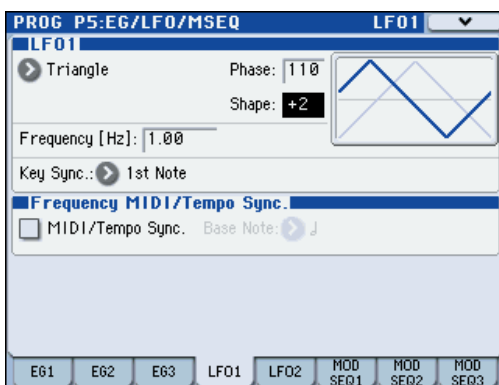 PROG P5:EG/LFO/MSEQ LFO1
LFO1
Triangle Phase: 110
Shape: +2
Frequency [Hz]: 1.00
Key Sync.: 1st Note
Frequency MIDI/Tempo Sync.
MIDI/Tempo Sync. Base Note: ♩
EG1 EG2 EG3 LFO1 LFO2 MOD SEQ1 MOD SEQ2 MOD SEQ3